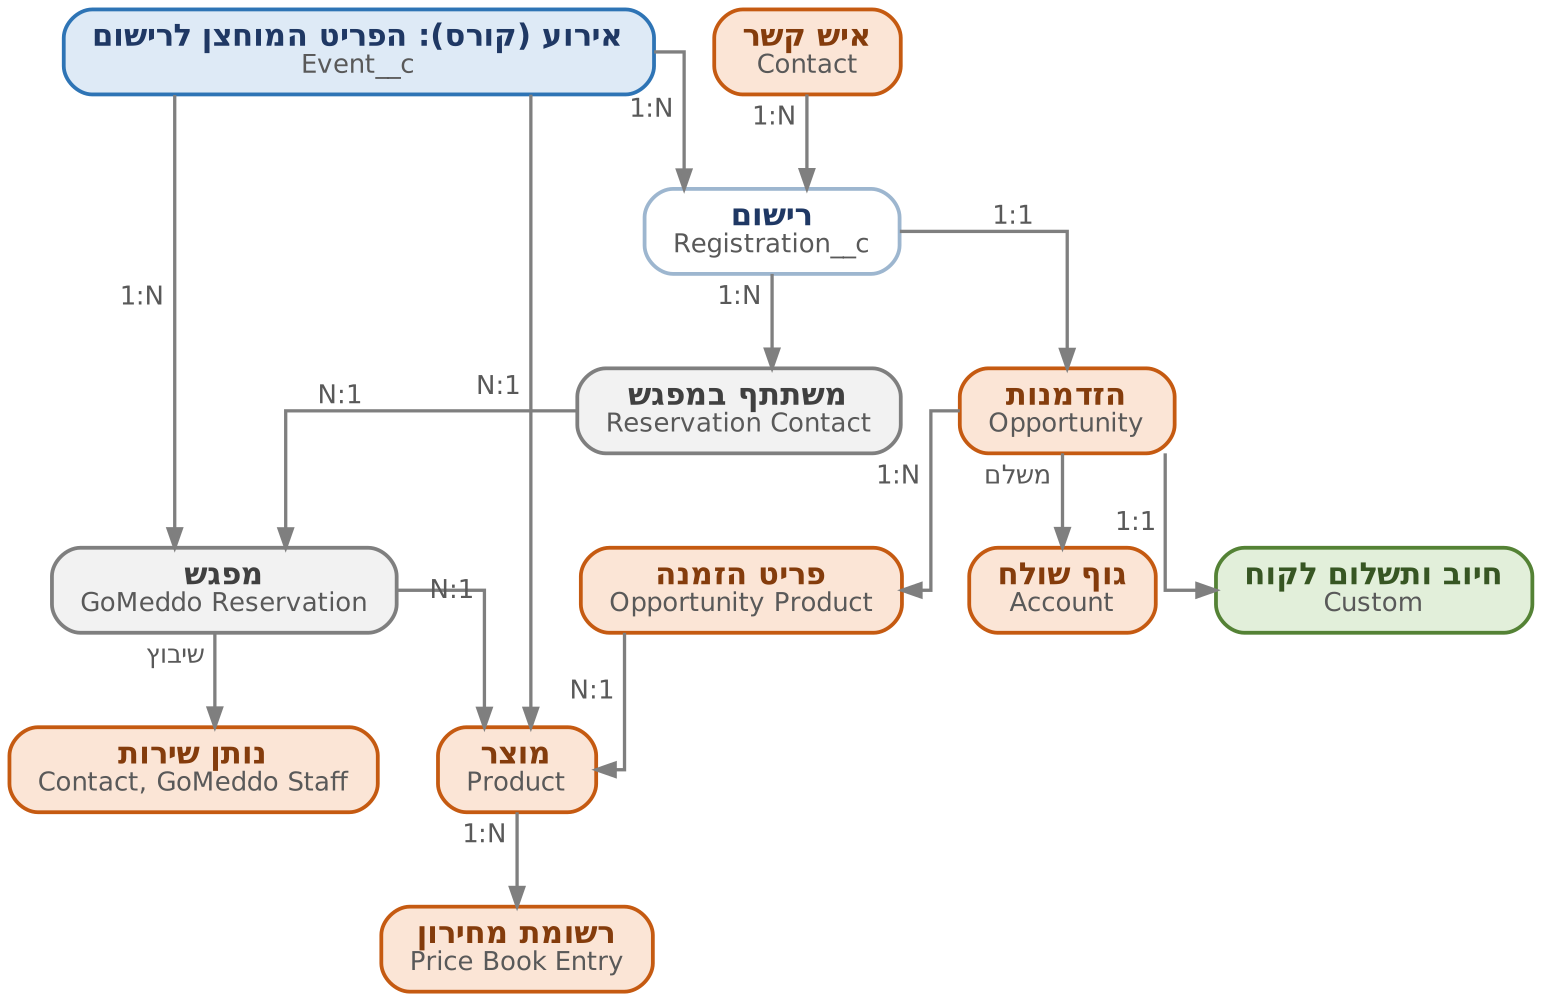 אירוע (קורס): הפריט המוחצן לרישום
Event__c
איש קשר
Contact
1:N
1:N
רישום
Registration__c
1:1
1:N
1:N
משתתף במפגש
Reservation Contact
הזדמנות
Opportunity
N:1
N:1
1:N
משלם
1:1
מפגש
GoMeddo Reservation
N:1
פריט הזמנה
Opportunity Product
גוף שולח
Account
חיוב ותשלום לקוח
Custom
שיבוץ
N:1
נותן שירות
Contact, GoMeddo Staff
מוצר
Product
1:N
רשומת מחירון
Price Book Entry